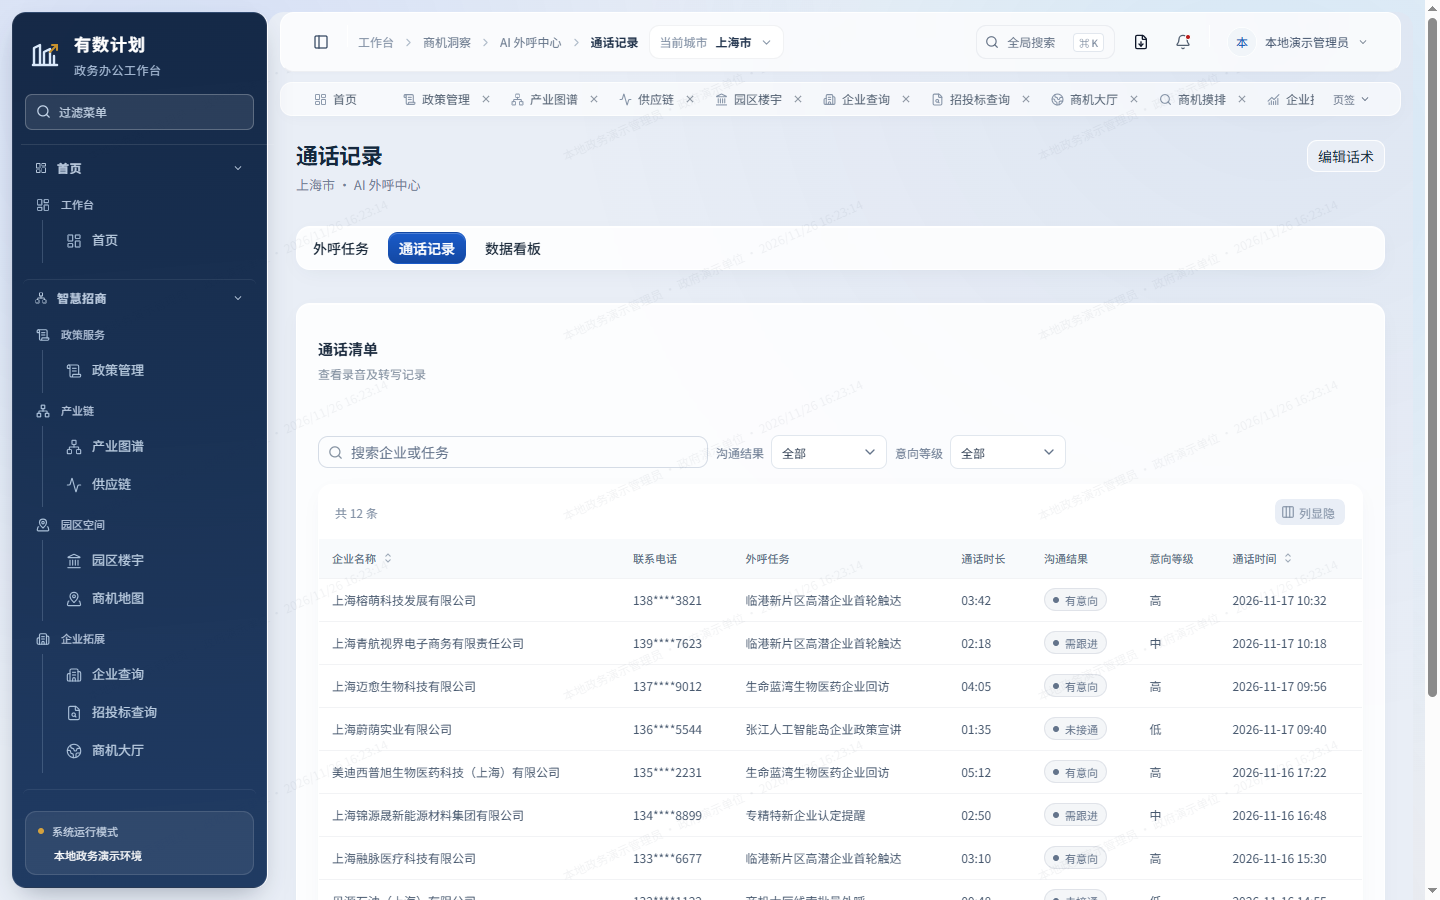 有数计划
政务办公工作台
过滤菜单
首页
工作台
首页
智慧招商
政策服务
政策管理
产业链
产业图谱
供应链
园区空间
园区楼宇
商机地图
企业拓展
企业查询
招投标查询
商机大厅
系统运行模式
本地政务演示环境
工作台 > 商机洞察 > AI 外呼中心 > 通话记录
当前城市 上海市
全局搜索 ⌘K
本 本地演示管理员
首页 政策管理 产业图谱 供应链 园区楼宇 企业查询 招投标查询 商机大厅 商机摸排 企业
页签
通话记录
上海市 · AI 外呼中心
编辑话术
外呼任务 通话记录 数据看板
通话清单
查看录音及转写记录
搜索企业或任务 沟通结果 全部 意向等级 全部
共 12 条
列显隐
企业名称 联系电话 外呼任务 通话时长 沟通结果 意向等级 通话时间
上海榕萌科技发展有限公司 138****3821 临港新片区高潜企业首轮触达 03:42 有意向 高 2026-11-17 10:32
上海青航视界电子商务有限责任公司 139****7623 临港新片区高潜企业首轮触达 02:18 需跟进 中 2026-11-17 10:18
上海迈愈生物科技有限公司 137****9012 生命蓝湾生物医药企业回访 04:05 有意向 高 2026-11-17 09:56
上海蔚荫实业有限公司 136****5544 张江人工智能岛企业政策宣讲 01:35 未接通 低 2026-11-17 09:40
美迪西普旭生物医药科技（上海）有限公司 135****2231 生命蓝湾生物医药企业回访 05:12 有意向 高 2026-11-16 17:22
上海锦源晟新能源材料集团有限公司 134****8899 专精特新企业认定提醒 02:50 需跟进 中 2026-11-16 16:48
上海融脉医疗科技有限公司 133****6677 临港新片区高潜企业首轮触达 03:10 有意向 高 2026-11-16 15:30
本地政务演示管理员 · 政府演示单位 · 2026/11/26 16:23:14